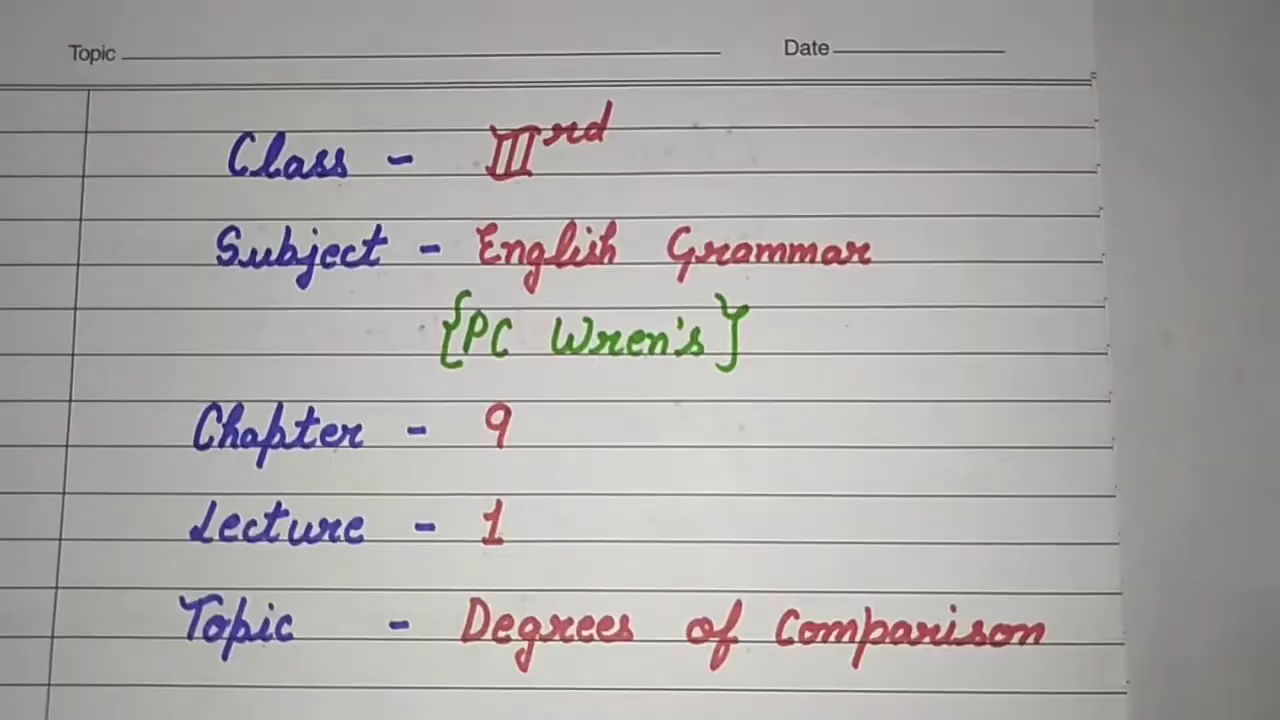 Topic Date
Class - IIIrd
Subject - English Grammar
{PC Wren's}
Chapter - 9
Lecture - 1
Topic - Degrees of Comparison